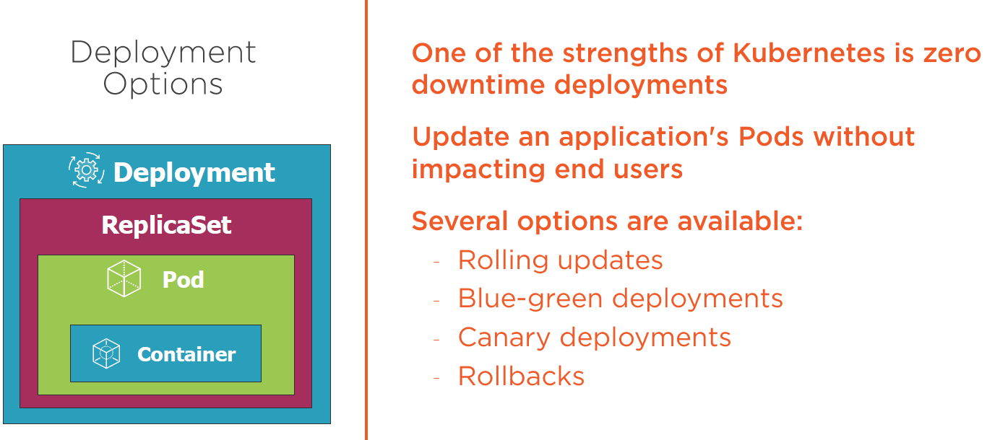 Deployment
Options
Deployment
ReplicaSet
Pod
Container
One of the strengths of Kubernetes is zero
downtime deployments
Update an application's Pods without
impacting end users
Several options are available:
- Rolling updates
- Blue-green deployments
- Canary deployments
- Rollbacks